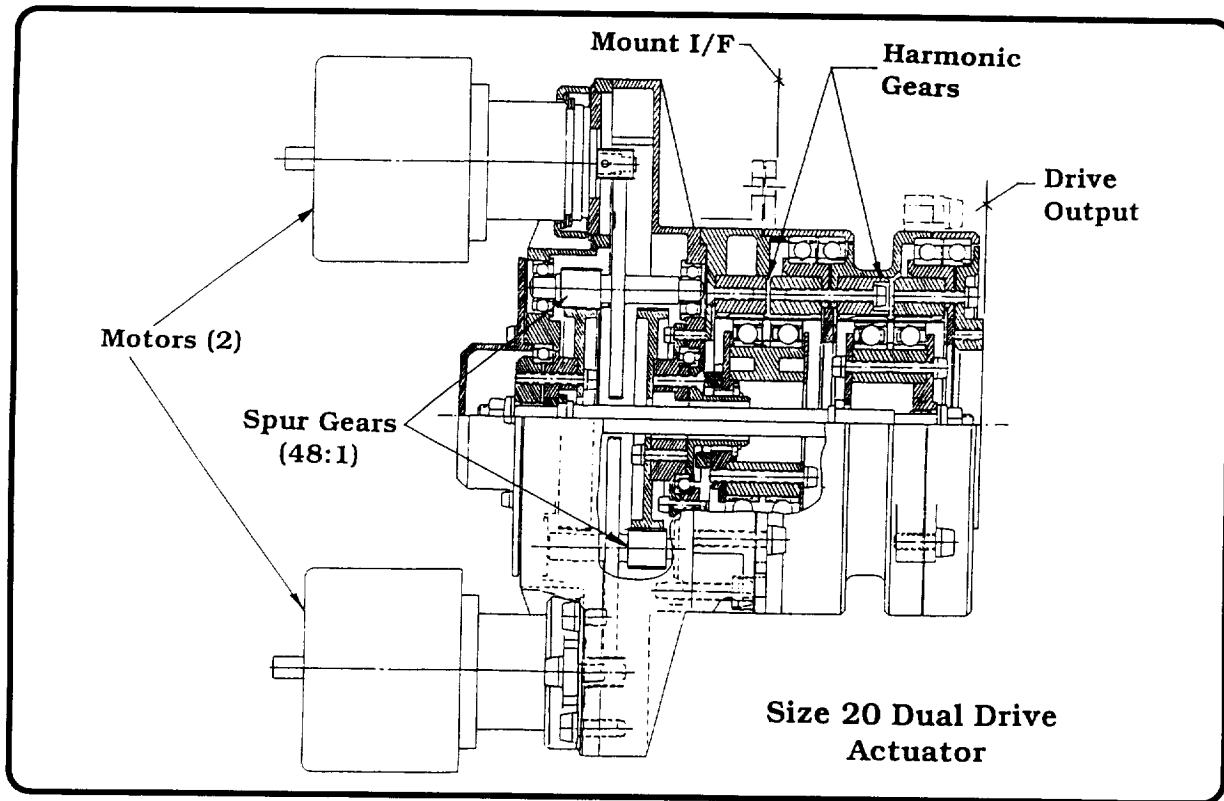 Mount I/F
Harmonic
Gears
Drive
Output
Motors (2)
Spur Gears
(48:1)
Size 20 Dual Drive
Actuator